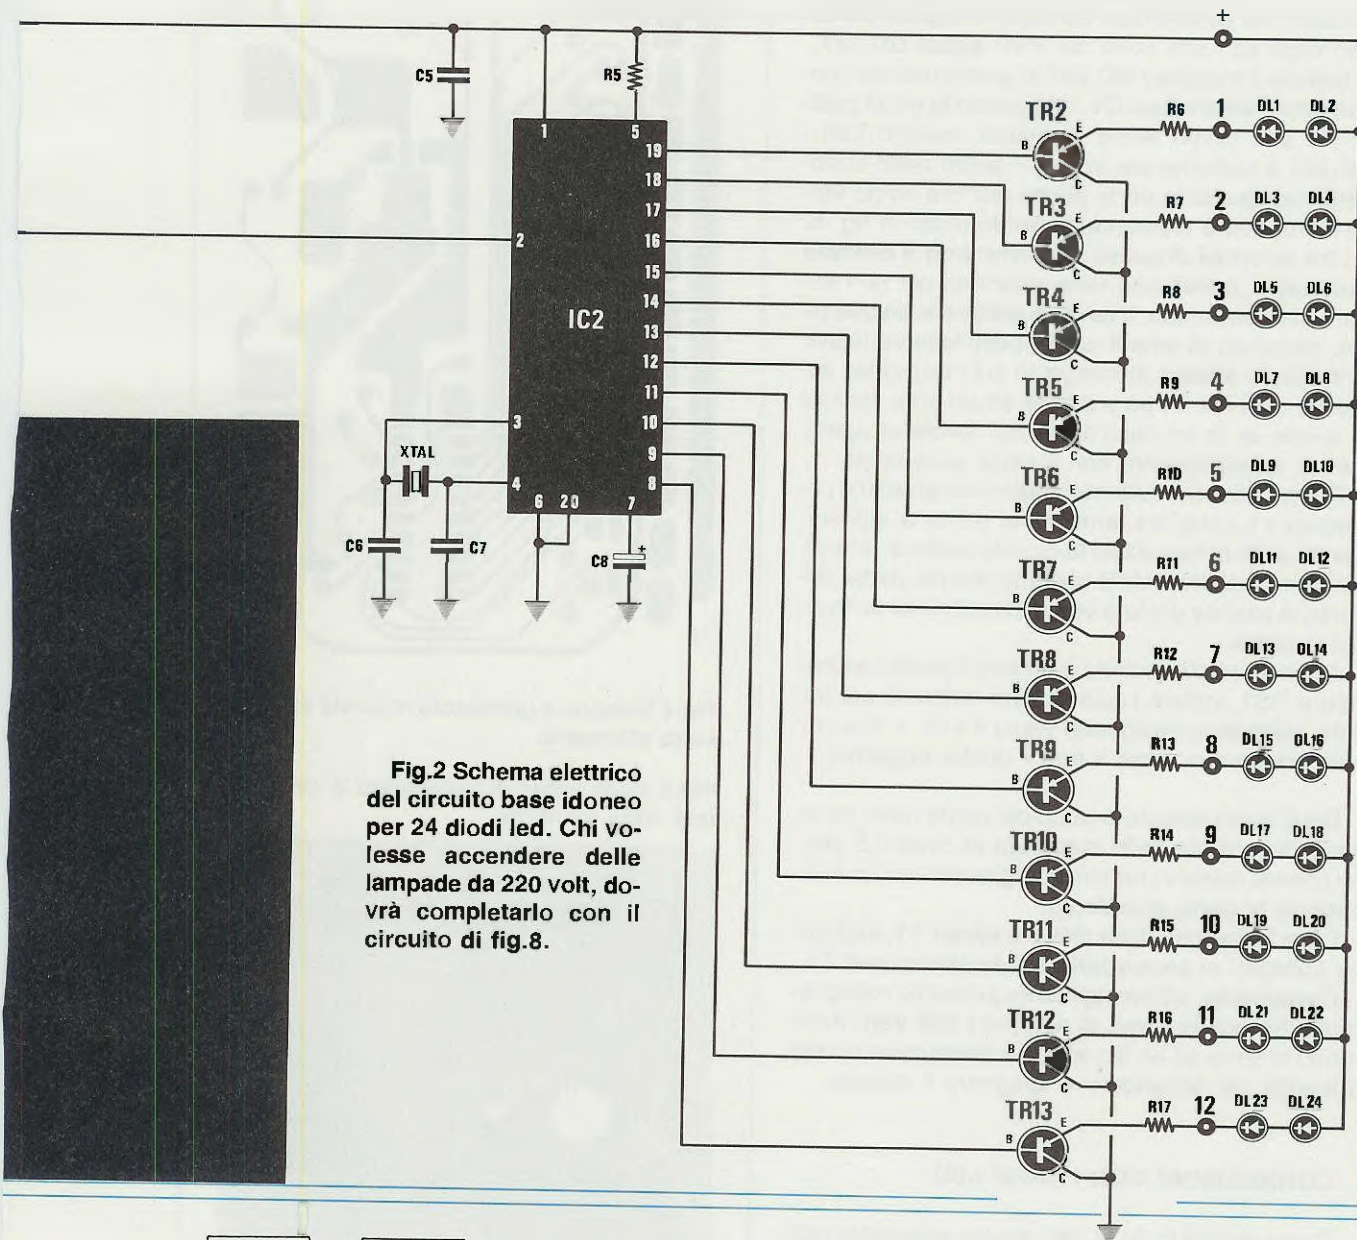 +
C5
R5
1
5
19
18
17
16
15
14
13
12
11
10
9
8
2
3
4
6
20
7
IC2
XTAL
C6
C7
C8
+
TR2
B
E
C
R6
1
DL1
DL2
TR3
B
E
C
R7
2
DL3
DL4
TR4
B
E
C
R8
3
DL5
DL6
TR5
B
E
C
R9
4
DL7
DL8
TR6
B
E
C
R10
5
DL9
DL10
TR7
B
E
C
R11
6
DL11
DL12
TR8
B
E
C
R12
7
DL13
DL14
TR9
B
E
C
R13
8
DL15
DL16
TR10
B
E
C
R14
9
DL17
DL18
TR11
B
E
C
R15
10
DL19
DL20
TR12
B
E
C
R16
11
DL21
DL22
TR13
B
E
C
R17
12
DL23
DL24
Fig.2 Schema elettrico
del circuito base idoneo
per 24 diodi led. Chi vo-
lesse accendere delle
lampade da 220 volt, do-
vrà completarlo con il
circuito di fig.8.